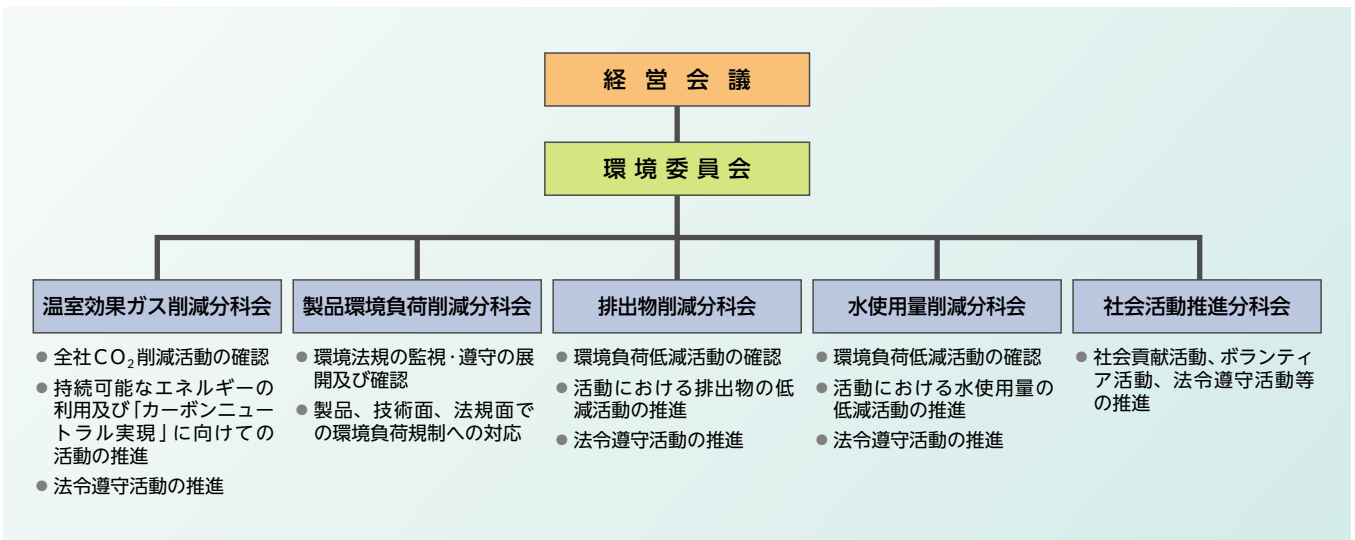 経営会議
環境委員会
温室効果ガス削減分科会
● 全社CO₂削減活動の確認
● 持続可能なエネルギーの
利用及び「カーボンニュー
トラル実現」に向けての
活動の推進
● 法令遵守活動の推進
製品環境負荷削減分科会
● 環境法規の監視·遵守の展
開及び確認
● 製品、技術面、法規面で
の環境負荷規制への対応
排出物削減分科会
● 環境負荷低減活動の確認
● 活動における排出物の低
減活動の推進
● 法令遵守活動の推進
水使用量削減分科会
● 環境負荷低減活動の確認
● 活動における水使用量の
低減活動の推進
● 法令遵守活動の推進
社会活動推進分科会
● 社会貢献活動、ボランティ
ア活動、法令遵守活動等
の推進